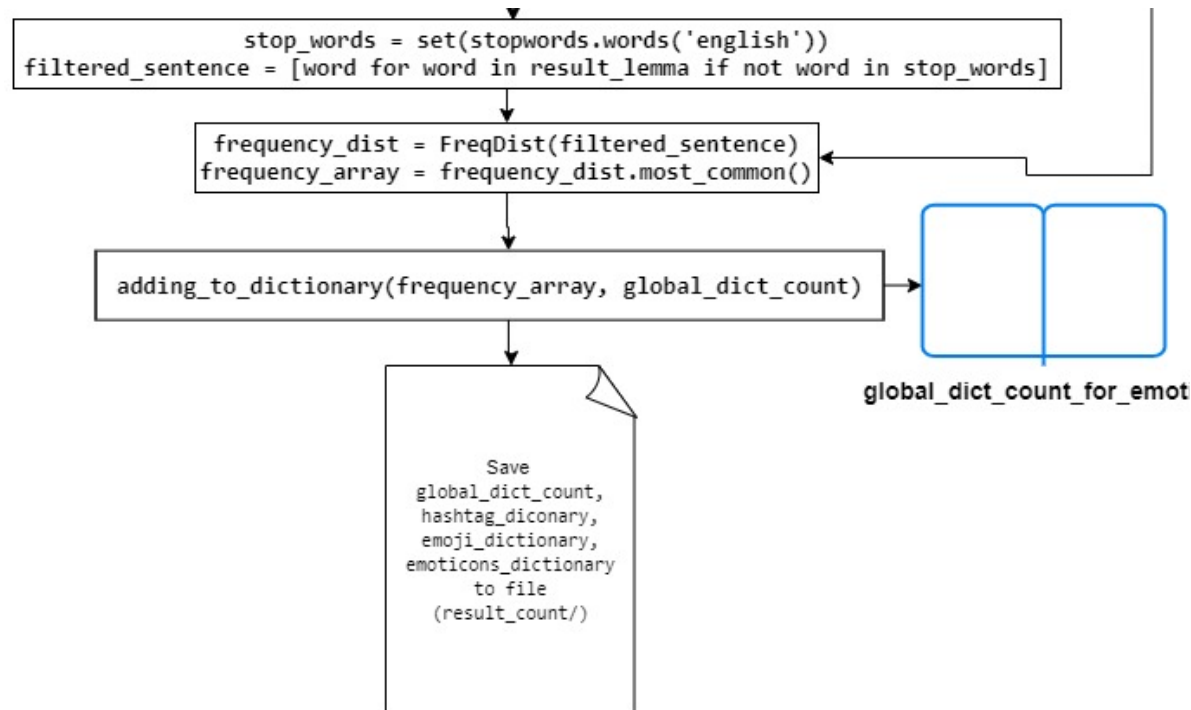 stop_words = set(stopwords.words('english'))
filtered_sentence = [word for word in result_lemma if not word in stop_words]
frequency_dist = FreqDist(filtered_sentence)
frequency_array = frequency_dist.most_common()
adding_to_dictionary(frequency_array, global_dict_count)
global_dict_count_for_emoti
Save
global_dict_count,
hashtag_diconary,
emoji_dictionary,
emoticons_dictionary
to file
(result_count/)